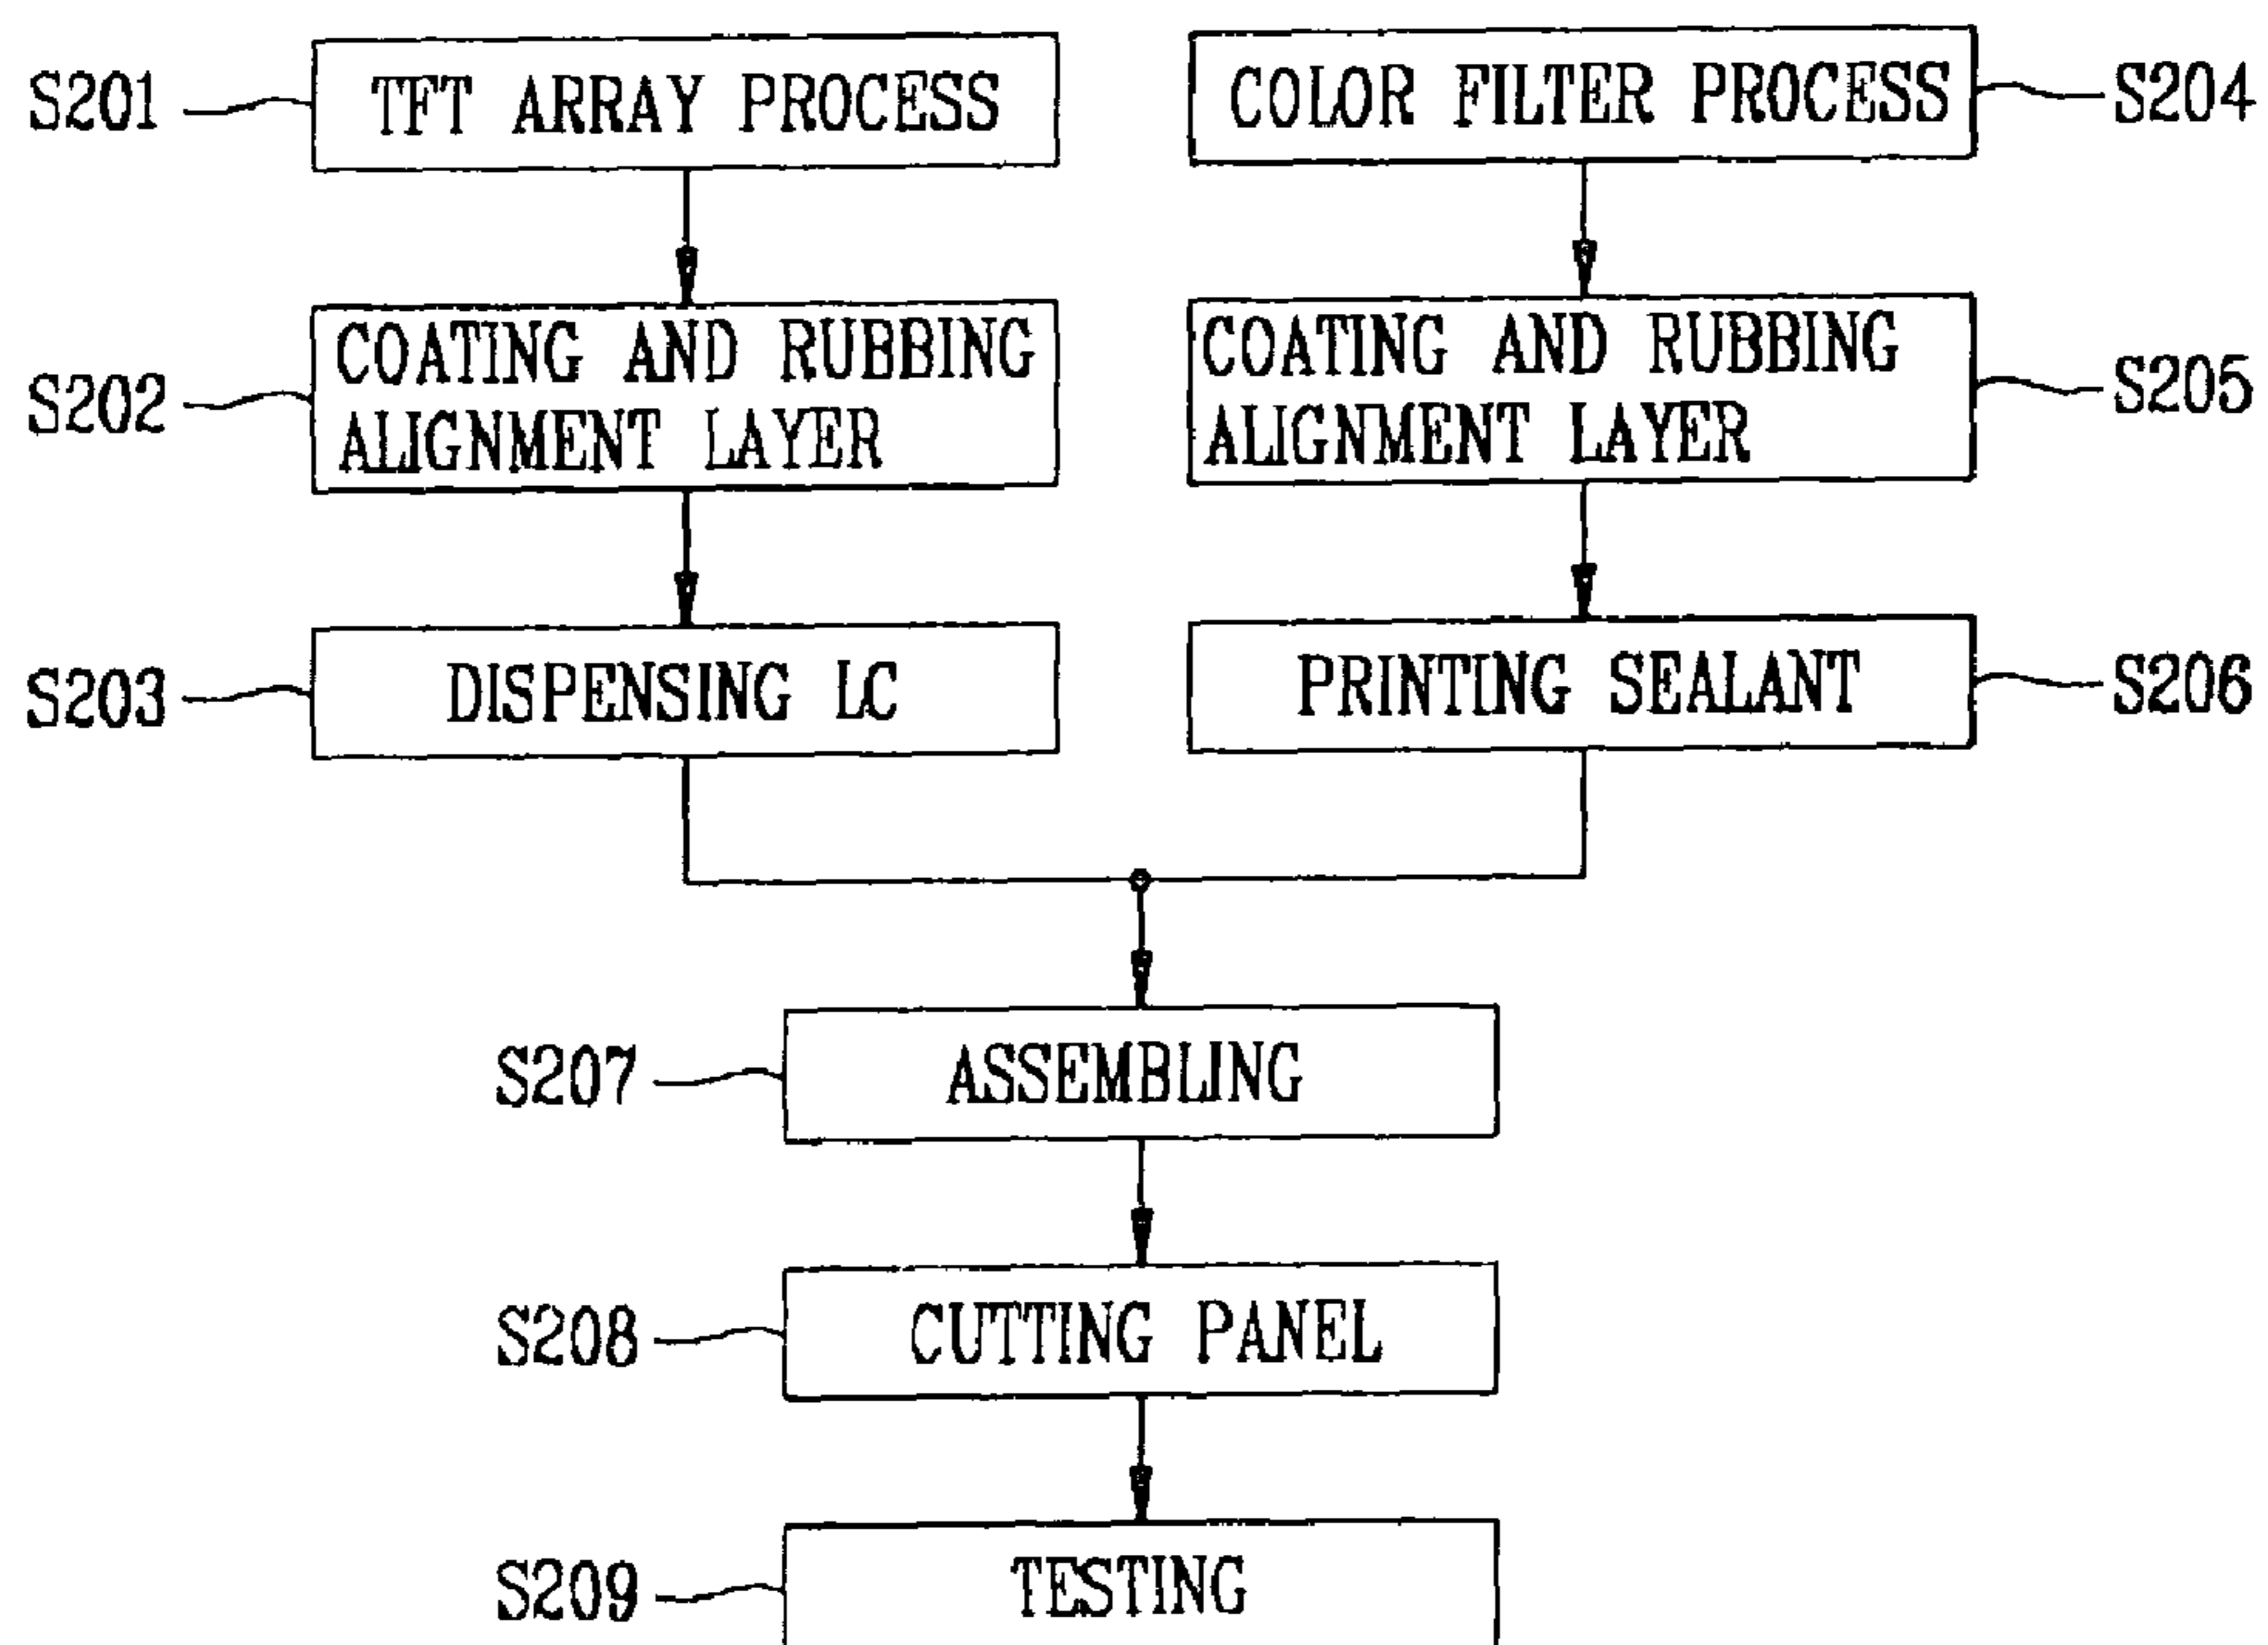 S201
TFT ARRAY PROCESS
COLOR FILTER PROCESS
S204
S202
COATING AND RUBBING
ALIGNMENT LAYER
COATING AND RUBBING
ALIGNMENT LAYER
S205
S203
DISPENSING LC
PRINTING SEALANT
S206
S207
ASSEMBLING
S208
CUTTING PANEL
S209
TESTING